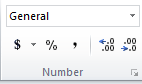 General
$ % ,
.0 .00
.00 .0
Number